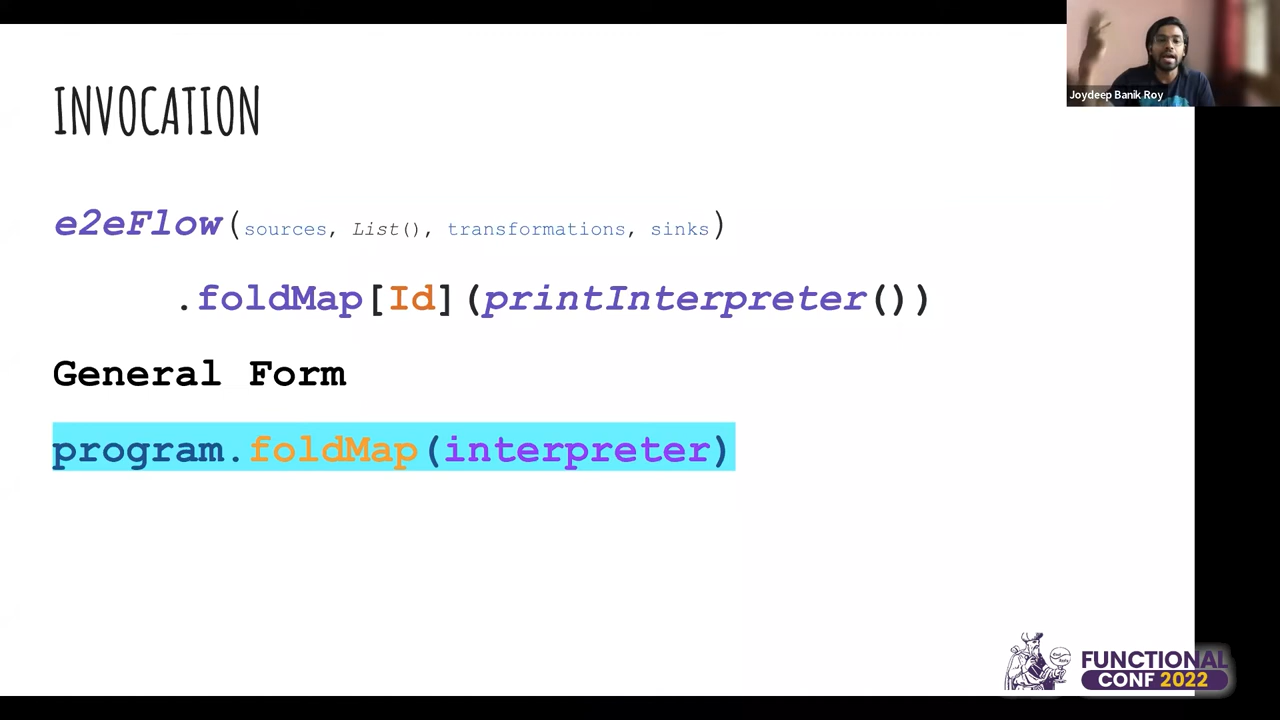 INVOCATION
e2eFlow(sources, List(), transformations, sinks)
.foldMap[Id](printInterpreter())
General Form
program.foldMap(interpreter)
Joydeep Banik Roy
FUNCTIONAL
CONF 2022